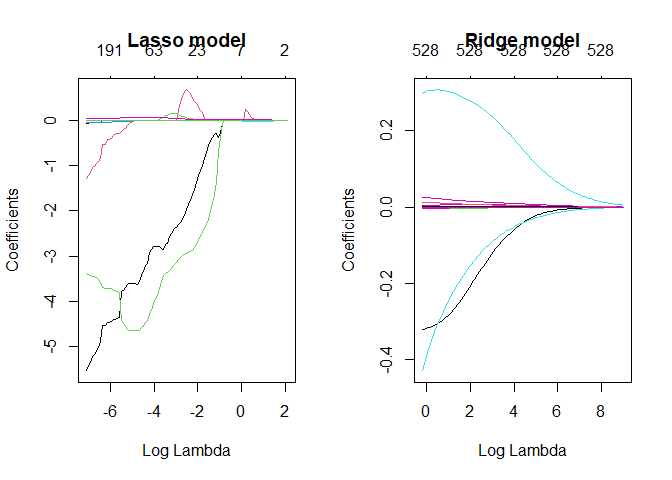 Lasso model
191 63 23 7 2
Coefficients
0
-1
-2
-3
-4
-5
-6 -4 -2 0 2
Log Lambda
Ridge model
528 528 528 528 528
Coefficients
0.2
0.0
-0.2
-0.4
0 2 4 6 8
Log Lambda